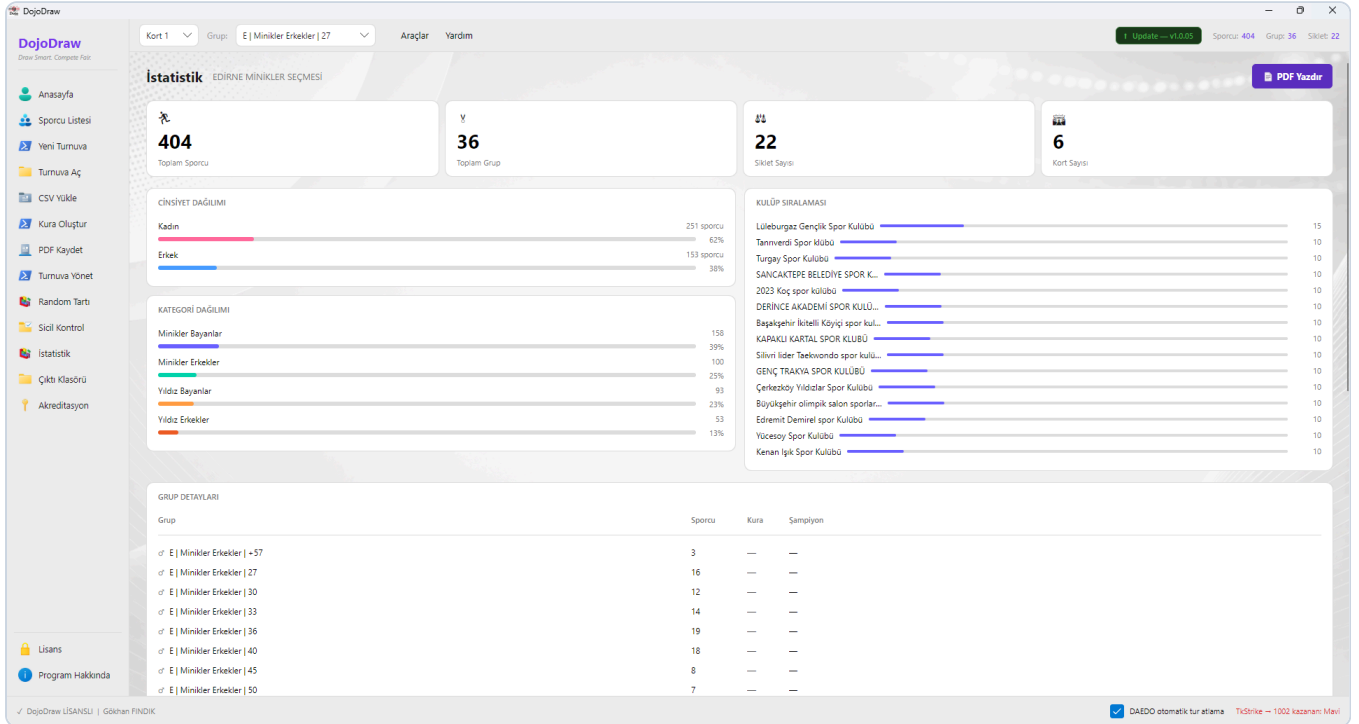 DojoDraw
DojoDraw
Draw Smart. Compete Fair
Kort 1
Grup:
E | Minikler Erkekler | 27
Araçlar
Yardım
↑ Update — v1.0.05
Sporcu: 404
Grup: 36
Siklet: 22
Anasayfa
Sporcu Listesi
Yeni Turnuva
Turnuva Aç
CSV Yükle
Kura Oluştur
PDF Kaydet
Turnuva Yönet
Random Tartı
Sicil Kontrol
İstatistik
Çıktı Klasörü
Akreditasyon
Lisans
Program Hakkında
İstatistik
EDİRNE MİNİKLER SEÇMESİ
PDF Yazdır
404
Toplam Sporcu
36
Toplam Grup
22
Siklet Sayısı
6
Kort Sayısı
CİNSİYET DAĞILIMI
Kadın 251 sporcu
62%
Erkek 153 sporcu
38%
KATEGORİ DAĞILIMI
Minikler Bayanlar 158
39%
Minikler Erkekler 100
25%
Yıldız Bayanlar 93
23%
Yıldız Erkekler 53
13%
KULÜP SIRALAMASI
Lüleburgaz Gençlik Spor Kulübü 15
Tanrıverdi Spor klübü 10
Turgay Spor Kulübü 10
SANCAKTEPE BELEDİYE SPOR K... 10
2023 Koç spor külübü 10
DERİNCE AKADEMİ SPOR KULÜ... 10
Başakşehir İkitelli Köyiçi spor kul... 10
KAPAKLI KARTAL SPOR KLUBÜ 10
Silivri lider Taekwondo spor kulü... 10
GENÇ TRAKYA SPOR KULÜBÜ 10
Çerkezköy Yıldızlar Spor Kulübü 10
Büyükşehir olimpik salon sporlar... 10
Edremit Demirel spor Kulübü 10
Yücesoy Spor Kulübü 10
Kenan Işık Spor Kulübü 10
GRUP DETAYLARI
Grup Sporcu Kura Şampiyon
♂ E | Minikler Erkekler | +57 3 — —
♂ E | Minikler Erkekler | 27 16 — —
♂ E | Minikler Erkekler | 30 12 — —
♂ E | Minikler Erkekler | 33 14 — —
♂ E | Minikler Erkekler | 36 19 — —
♂ E | Minikler Erkekler | 40 18 — —
♂ E | Minikler Erkekler | 45 8 — —
♂ E | Minikler Erkekler | 50 7 — —
✓ DojoDraw LİSANSLI | Gökhan FINDIK
DAEDO otomatik tur atlama
TkStrike → 1002 kazanan: Mavi